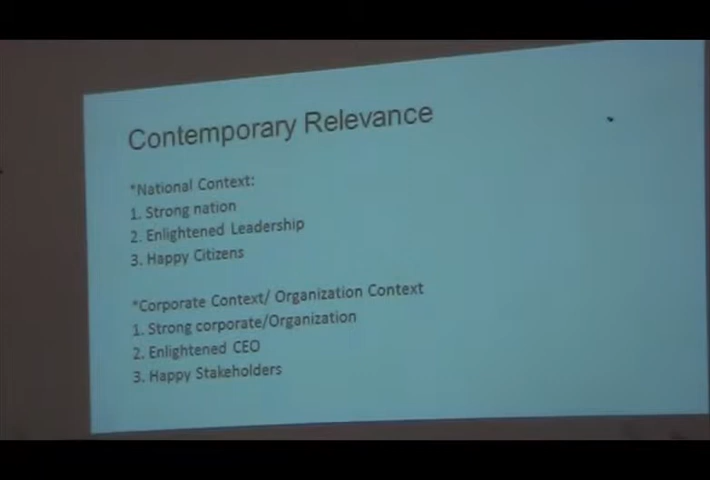 Contemporary Relevance
*National Context:
1. Strong nation
2. Enlightened Leadership
3. Happy Citizens
*Corporate Context/ Organization Context
1. Strong corporate/Organization
2. Enlightened CEO
3. Happy Stakeholders